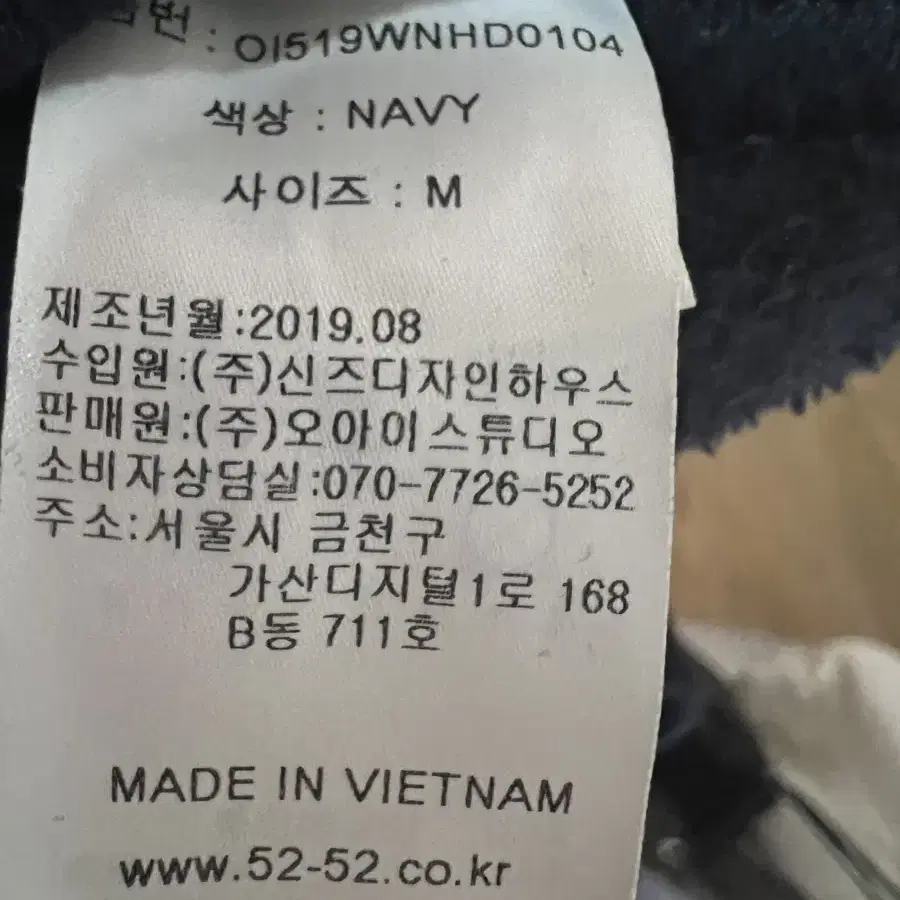 번 : OI519WNHD0104
색상 : NAVY
사이즈 : M
제조년월:2019.08
수입원:(주)신즈디자인하우스
판매원:(주)오아이스튜디오
소비자상담실:070-7726-5252
주소:서울시 금천구
가산디지털1로 168
B동 711호
MADE IN VIETNAM
www.52-52.co.kr